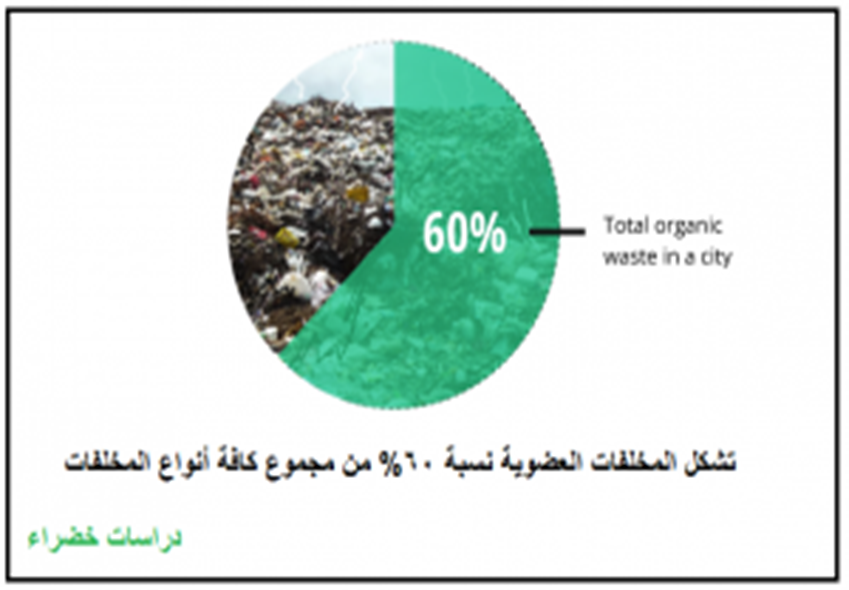 60%
Total organic
waste in a city
تشكل المخلفات العضوية نسبة ٦٠% من مجموع كافة أنواع المخلفات
دراسات خضراء